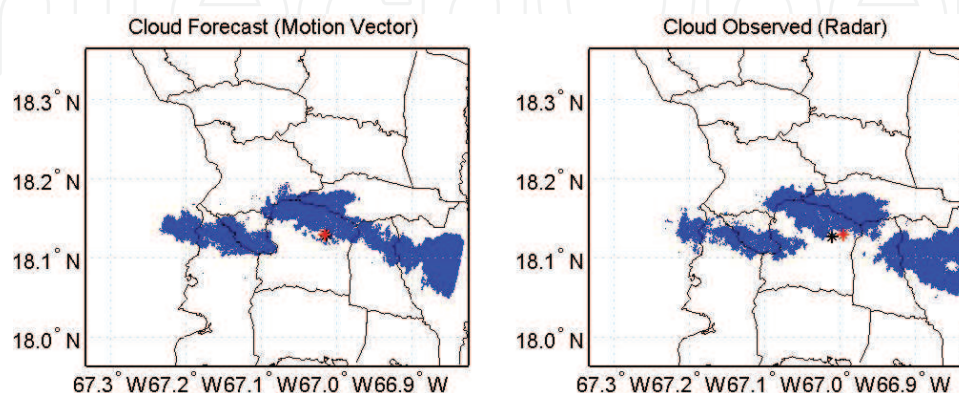 Cloud Forecast (Motion Vector)
18.3° N
18.2° N
18.1° N
18.0° N
67.3° W67.2° W67.1° W67.0° W66.9° W
Cloud Observed (Radar)
18.3° N
18.2° N
18.1° N
18.0° N
67.3° W67.2° W67.1° W67.0° W66.9° W